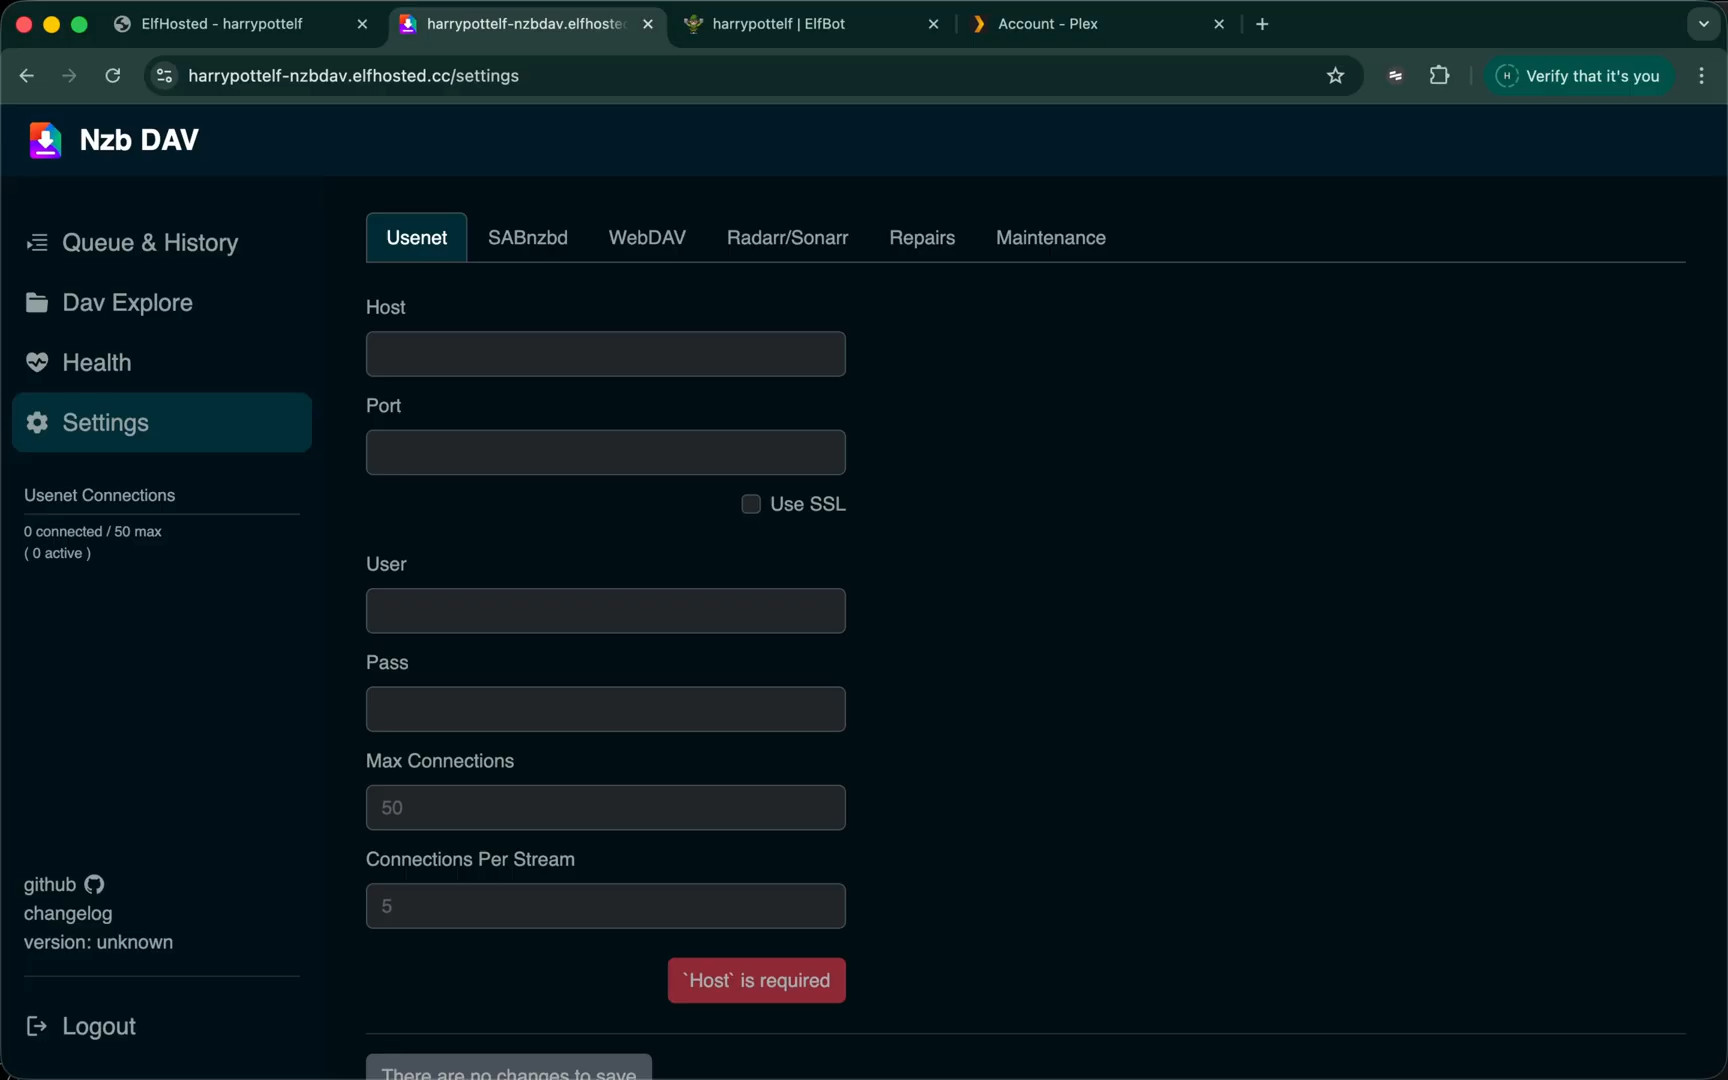 ElfHosted - harrypottelf
harrypottelf-nzbdav.elfhosted
harrypottelf | ElfBot
Account - Plex
harrypottelf-nzbdav.elfhosted.cc/settings
H
Verify that it's you
Nzb DAV
Queue & History
Dav Explore
Health
Settings
Usenet Connections
0 connected / 50 max
( 0 active )
github
changelog
version: unknown
Logout
Usenet
SABnzbd
WebDAV
Radarr/Sonarr
Repairs
Maintenance
Host
Port
Use SSL
User
Pass
Max Connections
50
Connections Per Stream
5
`Host` is required
There are no changes to save